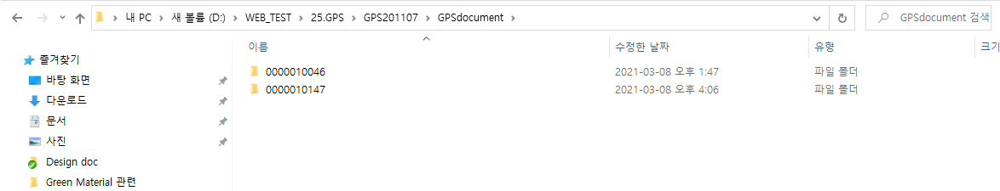 내 PC > 새 볼륨 (D:) > WEB_TEST > 25.GPS > GPS201107 > GPSdocument >
GPSdocument 검색
이름 수정한 날짜 유형 크기
즐겨찾기
바탕 화면
다운로드
문서
사진
Design doc
Green Material 관련
0000010046 2021-03-08 오후 1:47 파일 폴더
0000010147 2021-03-08 오후 4:06 파일 폴더